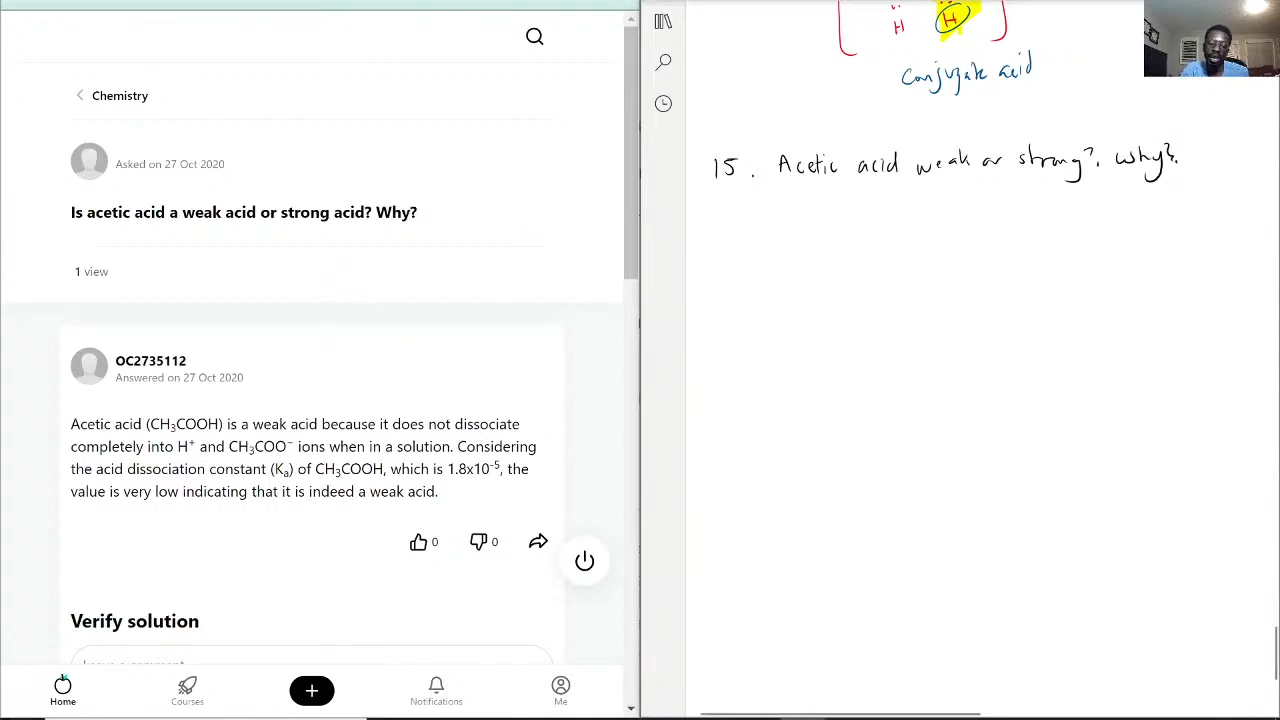 Chemistry
Asked on 27 Oct 2020
Is acetic acid a weak acid or strong acid? Why?
1 view
OC2735112
Answered on 27 Oct 2020
Acetic acid (CH₃COOH) is a weak acid because it does not dissociate
completely into H⁺ and CH₃COO⁻ ions when in a solution. Considering
the acid dissociation constant (Kₐ) of CH₃COOH, which is 1.8x10⁻⁵, the
value is very low indicating that it is indeed a weak acid.
0
0
Verify solution
Leave a comment
Home
Courses
Notifications
Me
H H
conjugate acid
15. Acetic acid weak or strong?. Why?.